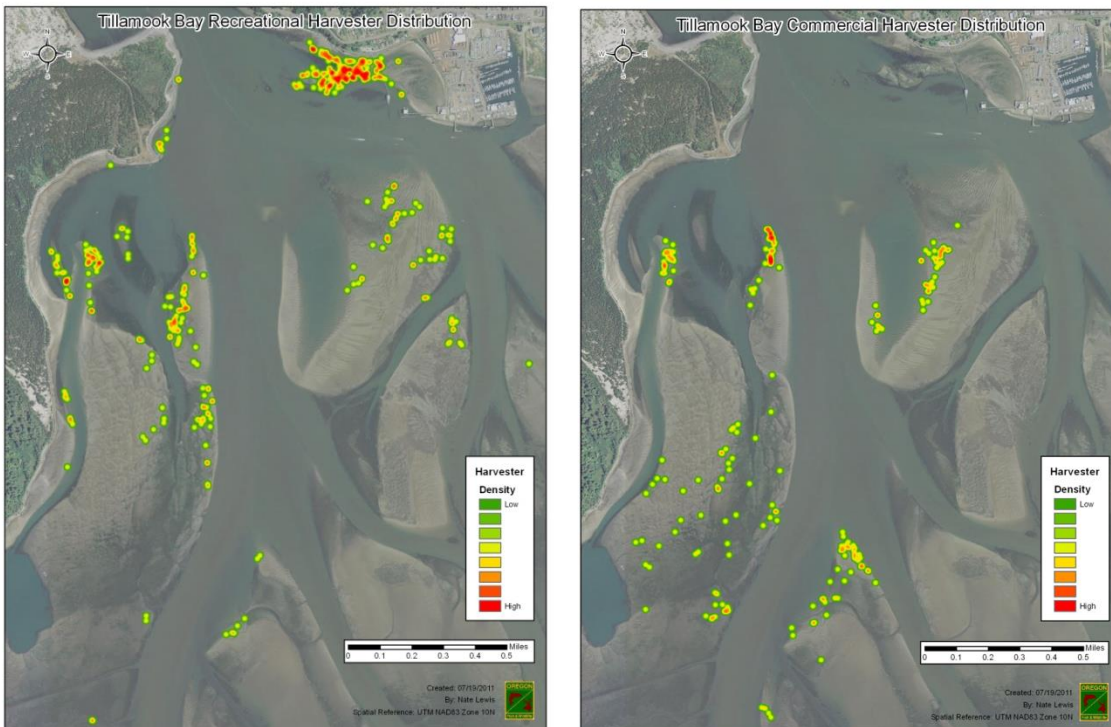 Tillamook Bay Recreational Harvester Distribution
N
W E
S
Harvester
Density
Low
High
Miles
0 0.1 0.2 0.3 0.4 0.5
Created: 07/19/2011
By: Nate Lewis
Spatial Reference: UTM NAD83 Zone 10N
OREGON
Tillamook Bay Commercial Harvester Distribution
N
W E
S
Harvester
Density
Low
High
Miles
0 0.1 0.2 0.3 0.4 0.5
Created: 07/19/2011
By: Nate Lewis
Spatial Reference: UTM NAD83 Zone 10N
OREGON